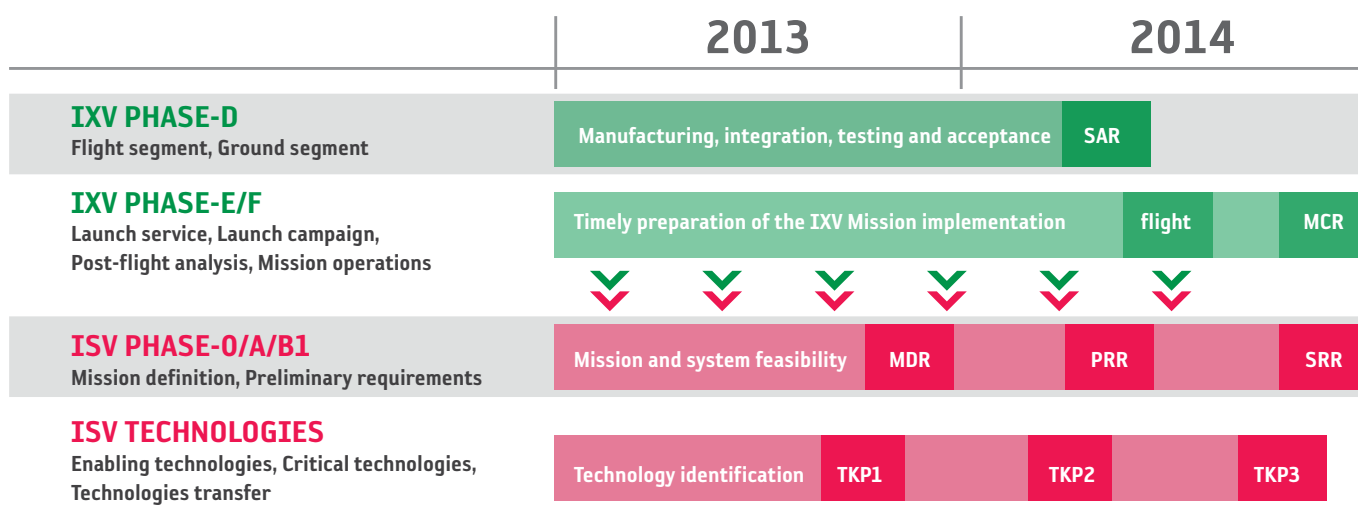 2013 2014
IXV PHASE-D
Flight segment, Ground segment
Manufacturing, integration, testing and acceptance SAR
IXV PHASE-E/F
Launch service, Launch campaign,
Post-flight analysis, Mission operations
Timely preparation of the IXV Mission implementation flight MCR
ISV PHASE-0/A/B1
Mission definition, Preliminary requirements
Mission and system feasibility MDR PRR SRR
ISV TECHNOLOGIES
Enabling technologies, Critical technologies,
Technologies transfer
Technology identification TKP1 TKP2 TKP3